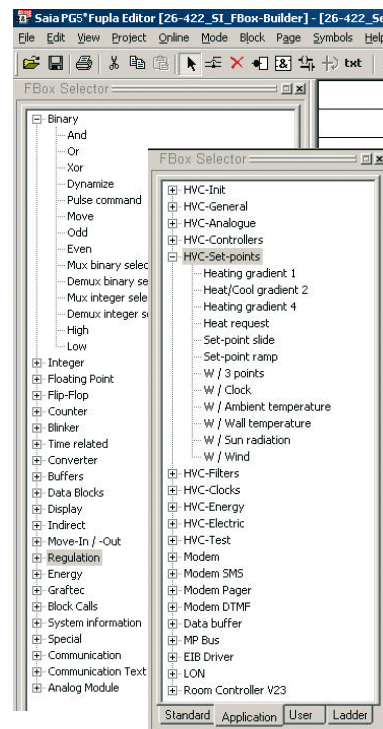 Saia PG5® Fupla Editor [26-422_SI_FBox-Builder] - [26-422_Se
File Edit View Project Online Mode Block Page Symbols Help
txt
FBox Selector
Binary
And
Or
Xor
Dynamize
Pulse command
Move
Odd
Even
Mux binary selec
Demux binary se
Mux integer sele
Demux integer s
High
Low
Integer
Floating Point
Flip-Flop
Counter
Blinker
Time related
Converter
Buffers
Data Blocks
Display
Indirect
Move-In / -Out
Regulation
Energy
Graftec
Block Calls
System information
Special
Communication
Communication Text
Analog Module
FBox Selector
HVC-Init
HVC-General
HVC-Analogue
HVC-Controllers
HVC-Set-points
Heating gradient 1
Heat/Cool gradient 2
Heating gradient 4
Heat request
Set-point slide
Set-point ramp
W / 3 points
W / Clock
W / Ambient temperature
W / Wall temperature
W / Sun radiation
W / Wind
HVC-Filters
HVC-Clocks
HVC-Energy
HVC-Electric
HVC-Test
Modem
Modem SMS
Modem Pager
Modem DTMF
Data buffer
MP Bus
EIB Driver
LON
Room Controller V23
Standard Application User Ladder